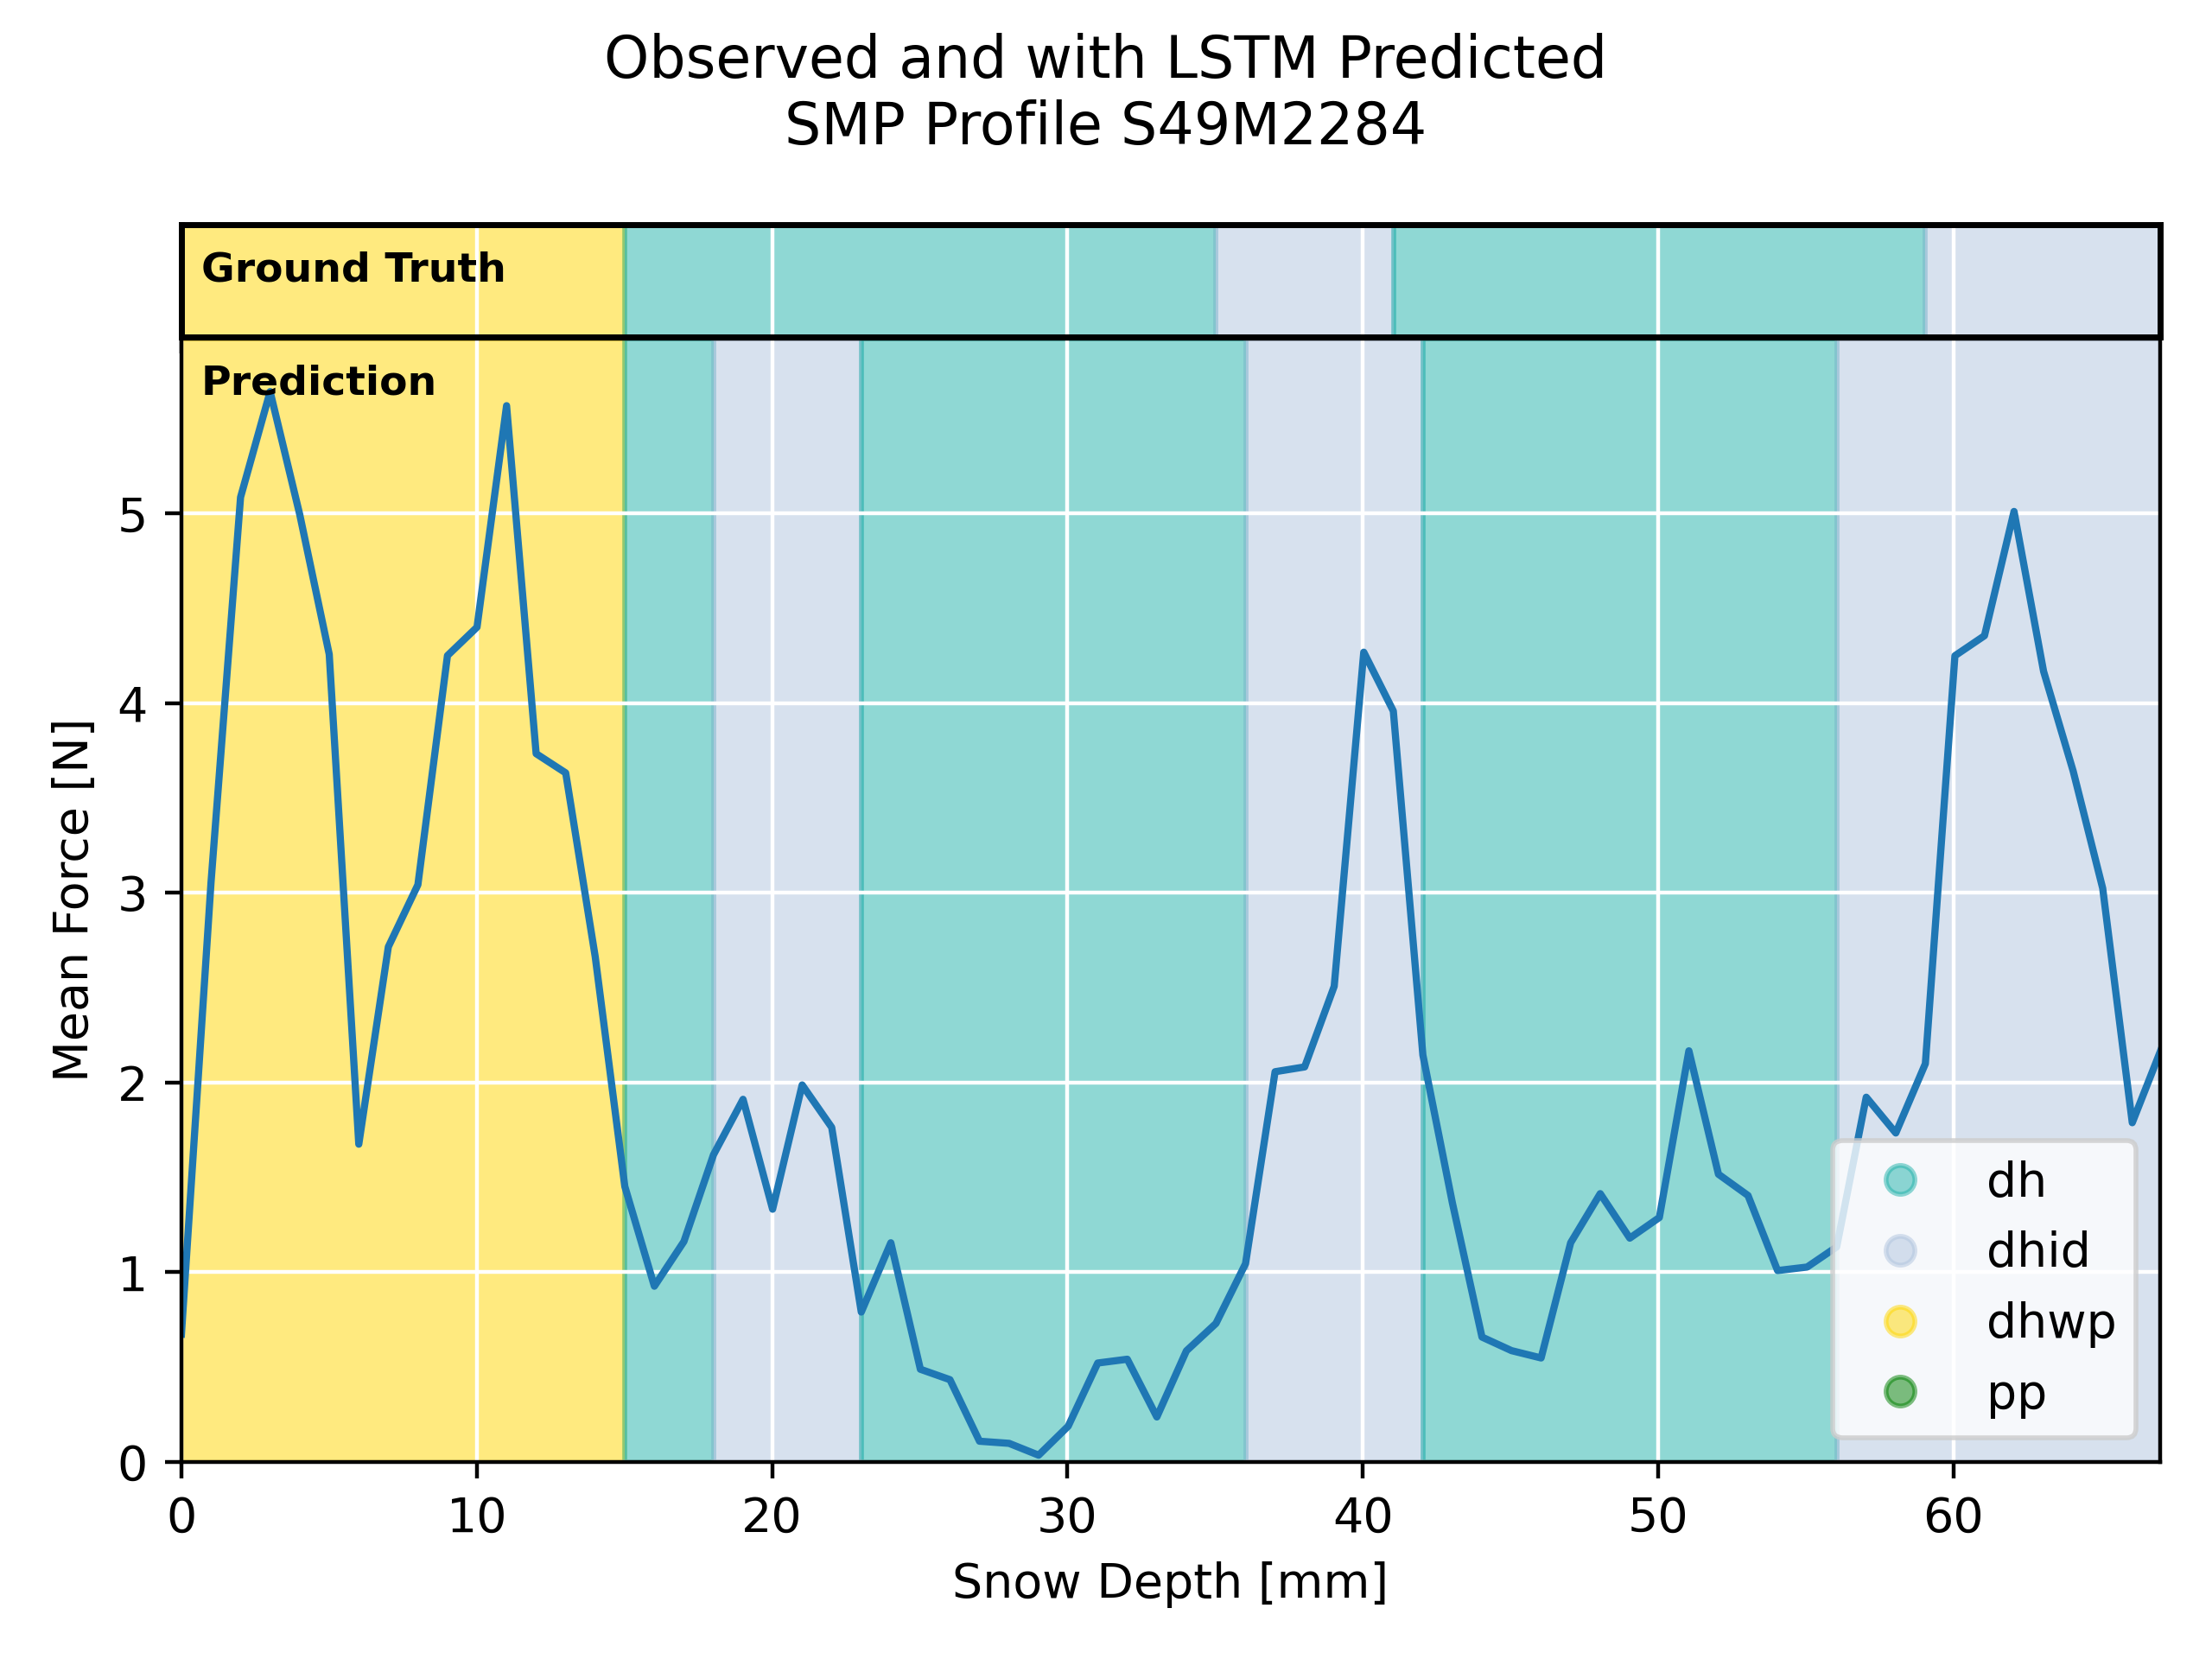 Observed and with LSTM Predicted
SMP Profile S49M2284
Ground Truth
Prediction
5
4
3
2
1
0
Mean Force [N]
dh
dhid
dhwp
pp
0 10 20 30 40 50 60
Snow Depth [mm]